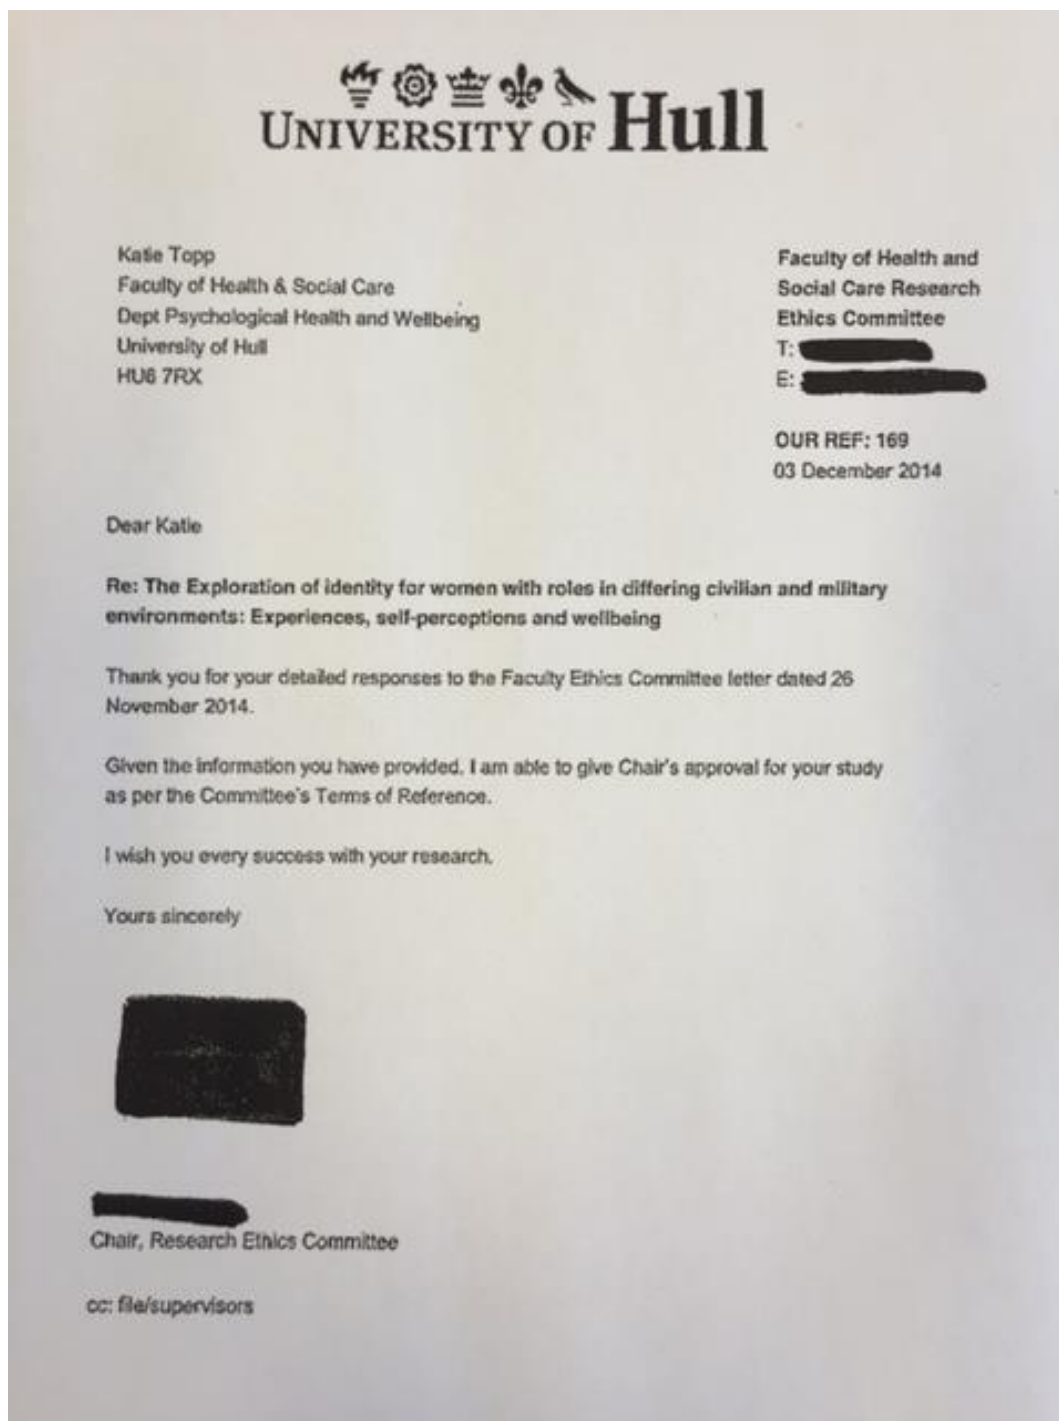 UNIVERSITY OF Hull
Katie Topp
Faculty of Health & Social Care
Dept Psychological Health and Wellbeing
University of Hull
HU6 7RX
Faculty of Health and
Social Care Research
Ethics Committee
T:
E:
OUR REF: 169
03 December 2014
Dear Katie
Re: The Exploration of identity for women with roles in differing civilian and military
environments: Experiences, self-perceptions and wellbeing
Thank you for your detailed responses to the Faculty Ethics Committee letter dated 26
November 2014.
Given the information you have provided, I am able to give Chair's approval for your study
as per the Committee's Terms of Reference.
I wish you every success with your research.
Yours sincerely
Chair, Research Ethics Committee
cc: file/supervisors